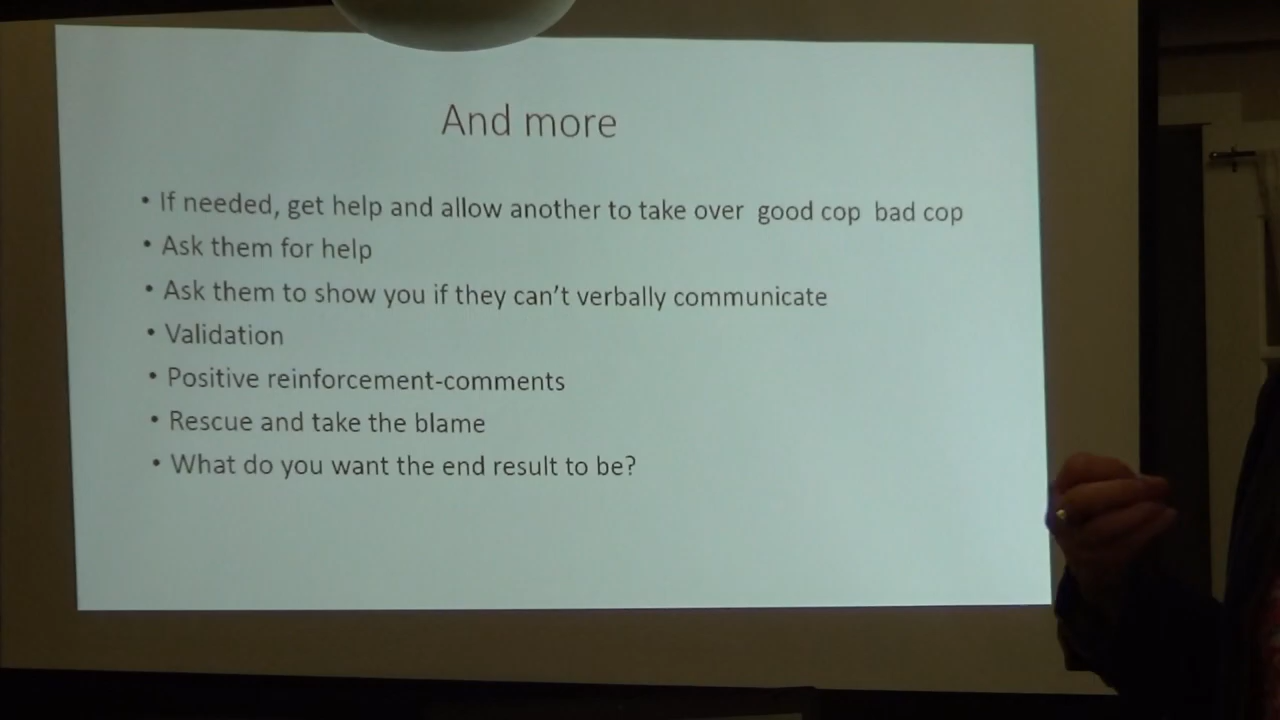 And more
• If needed, get help and allow another to take over  good cop  bad cop
• Ask them for help
• Ask them to show you if they can’t verbally communicate
• Validation
• Positive reinforcement-comments
• Rescue and take the blame
• What do you want the end result to be?